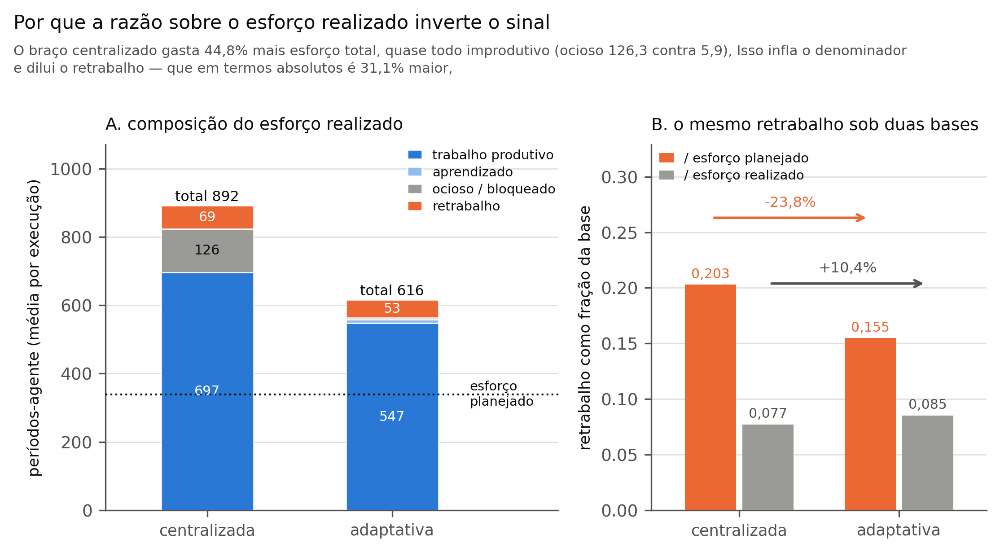 Por que a razão sobre o esforço realizado inverte o sinal
O braço centralizado gasta 44,8% mais esforço total, quase todo improdutivo (ocioso 126,3 contra 5,9), Isso infla o denominador
e dilui o retrabalho — que em termos absolutos é 31,1% maior,
A. composição do esforço realizado
períodos-agente (média por execução)
1000
800
600
400
200
0
trabalho produtivo
aprendizado
ocioso / bloqueado
retrabalho
total 892
69
126
697
total 616
53
547
esforço
planejado
centralizada
adaptativa
B. o mesmo retrabalho sob duas bases
retrabalho como fração da base
0.30
0.25
0.20
0.15
0.10
0.05
0.00
/ esforço planejado
/ esforço realizado
-23,8%
+10,4%
0,203
0,077
0,155
0,085
centralizada
adaptativa